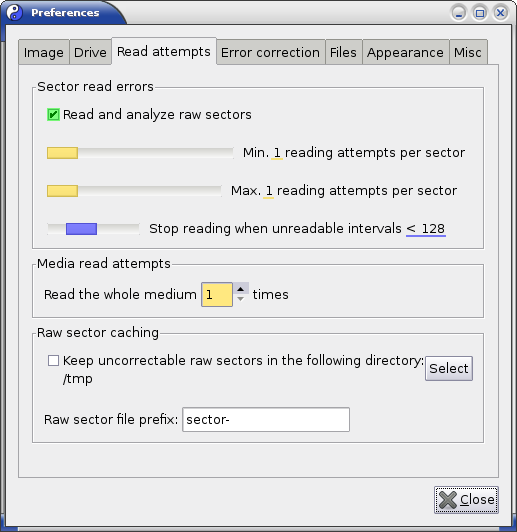 Preferences
Image Drive Read attempts Error correction Files Appearance Misc
Sector read errors
Read and analyze raw sectors
Min. 1 reading attempts per sector
Max. 1 reading attempts per sector
Stop reading when unreadable intervals < 128
Media read attempts
Read the whole medium 1 times
Raw sector caching
Keep uncorrectable raw sectors in the following directory:
/tmp
Select
Raw sector file prefix: sector-
Close